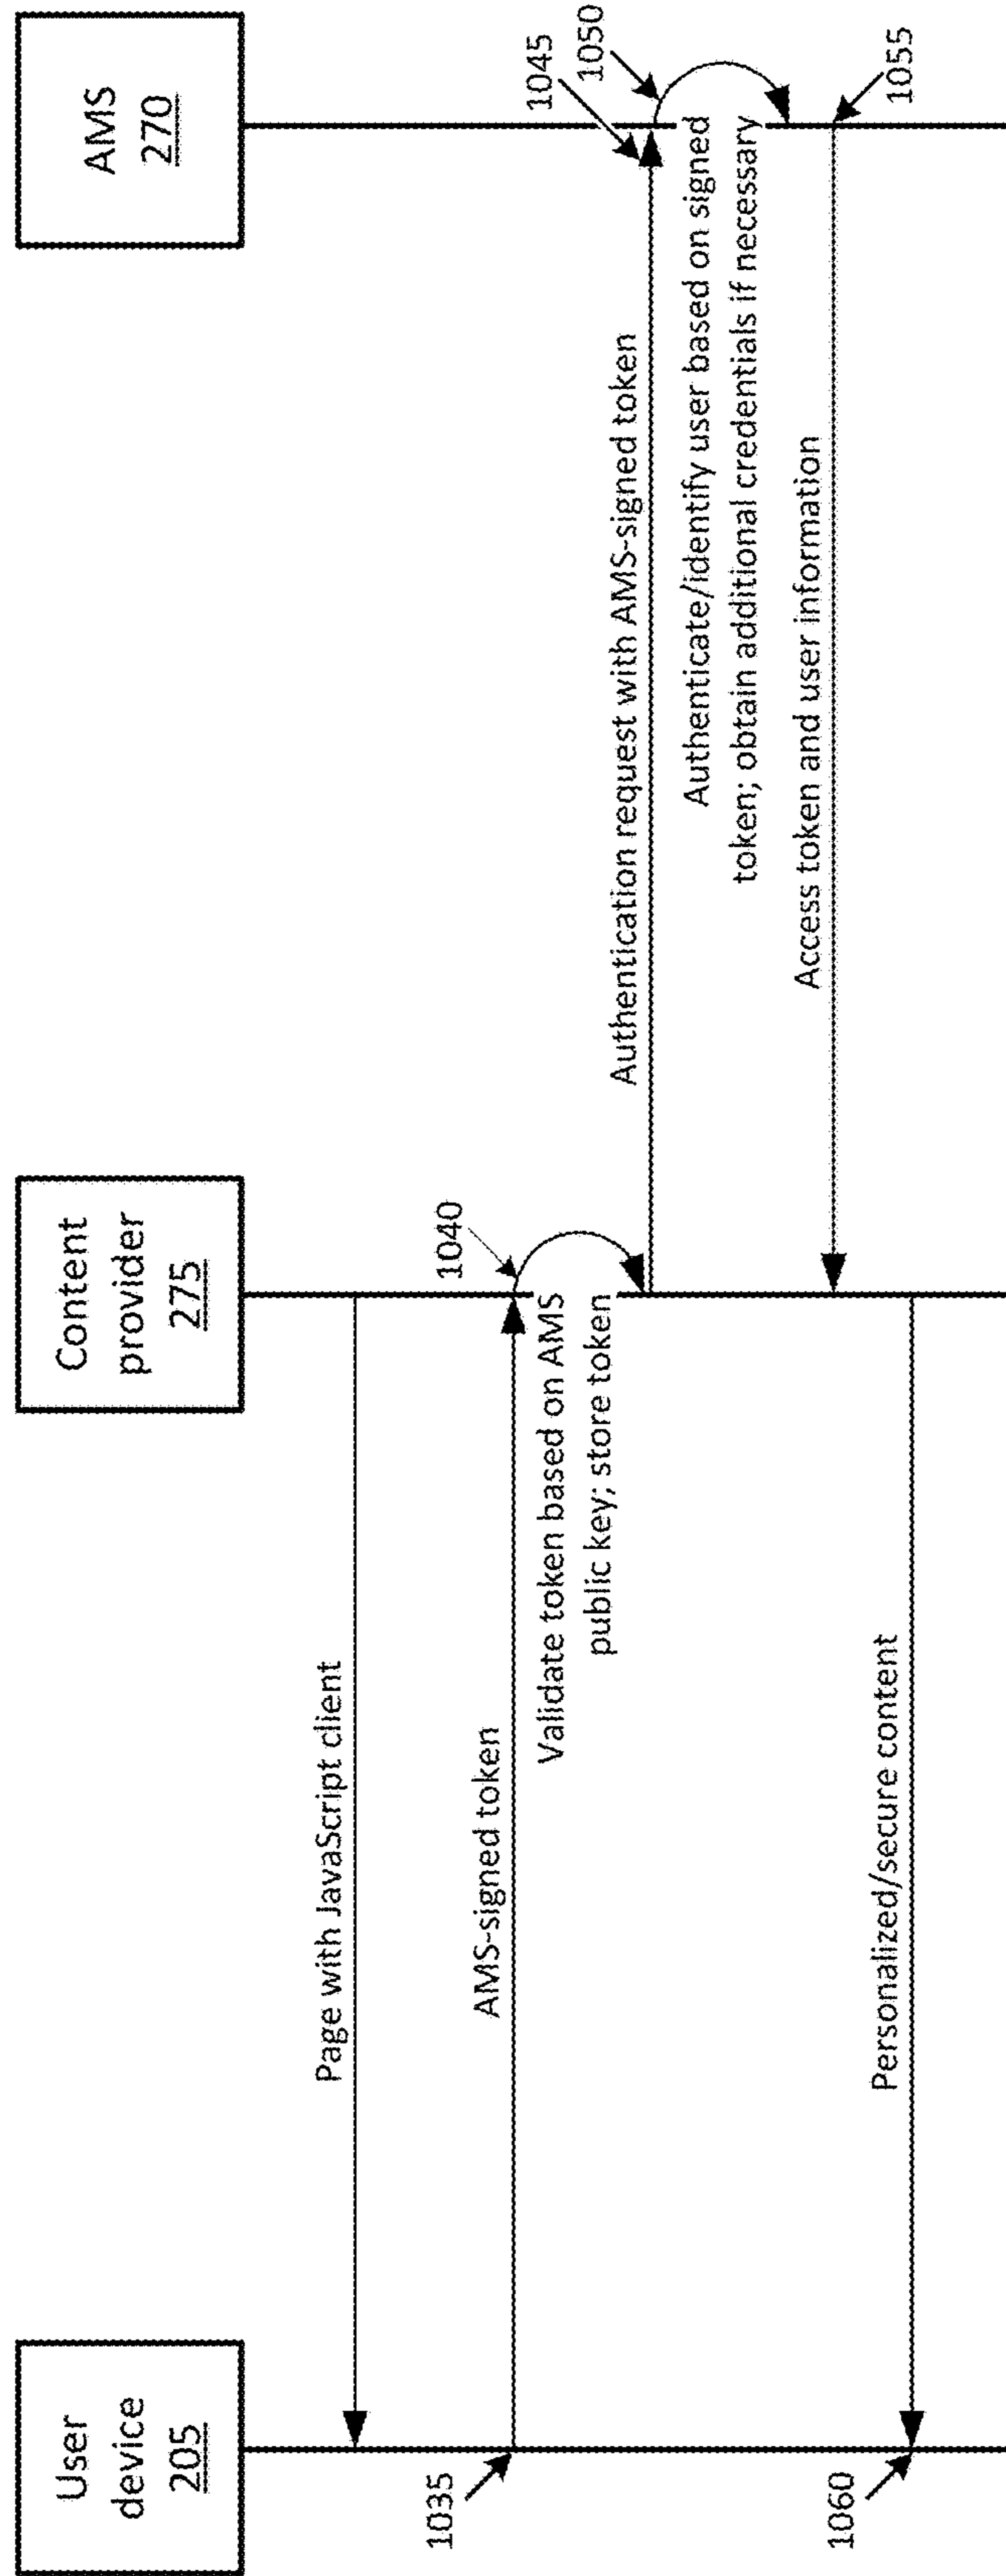 User
device
205
Content
provider
275
AMS
270
Page with JavaScript client
1035
AMS-signed token
1040
Validate token based on AMS
public key; store token
1045
Authentication request with AMS-signed token
1050
Authenticate/identify user based on signed
token; obtain additional credentials if necessary
1055
Access token and user information
1060
Personalized/secure content